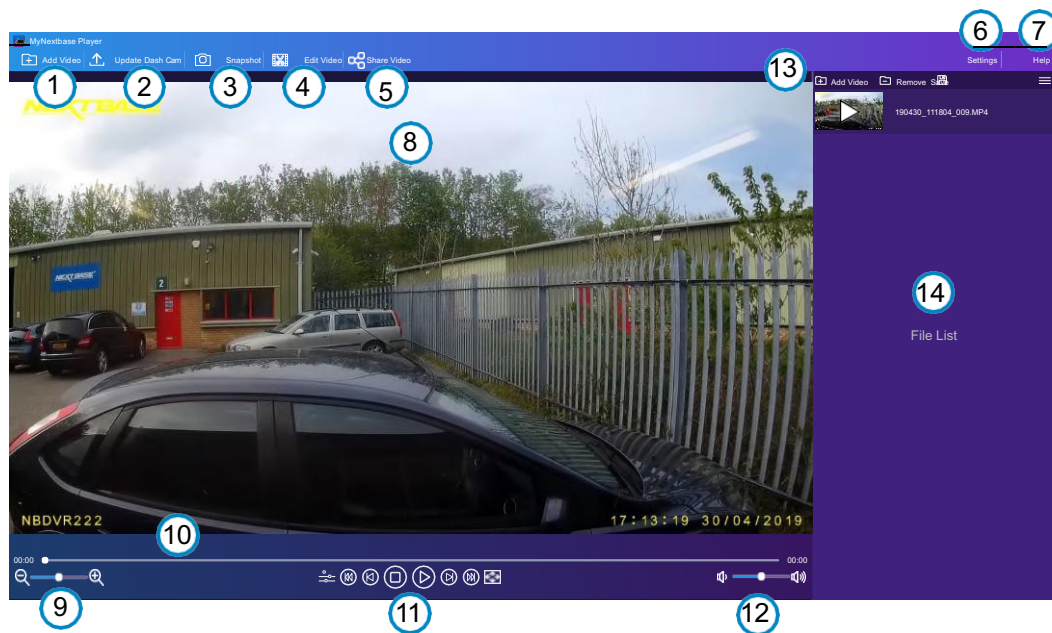 6 7
MyNextbase Player
Add Video Update Dash Cam Snapshot Edit Video Share Video 13 Settings Help
1 2 3 4 5
Add Video Remove Save
NEXTBASE
190430_111804_009.MP4
8
NEXTBASE
2
14
File List
NBDVR222 17:13:19 30/04/2019
10
00:00 00:00
9 11 12